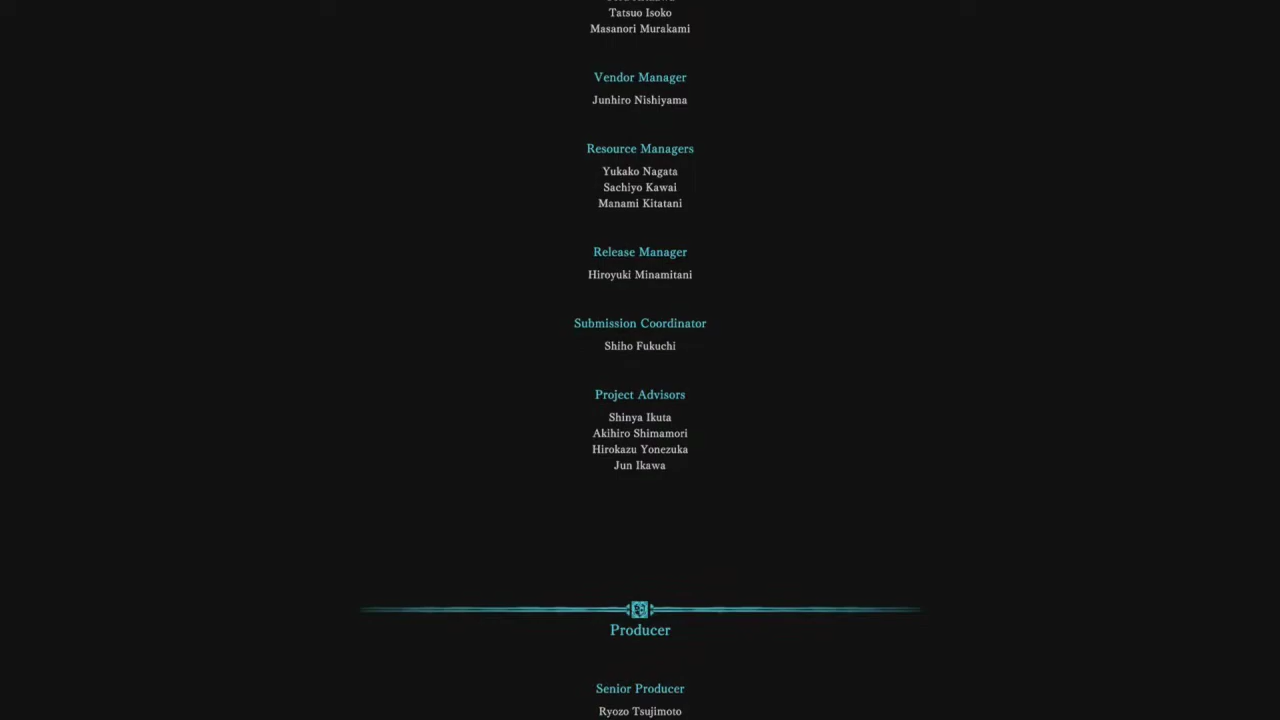 Tatsuo Isoko
Masanori Murakami
Vendor Manager
Junhiro Nishiyama
Resource Managers
Yukako Nagata
Sachiyo Kawai
Manami Kitatani
Release Manager
Hiroyuki Minamitani
Submission Coordinator
Shiho Fukuchi
Project Advisors
Shinya Ikuta
Akihiro Shimamori
Hirokazu Yonezuka
Jun Ikawa
Producer
Senior Producer
Ryozo Tsujimoto